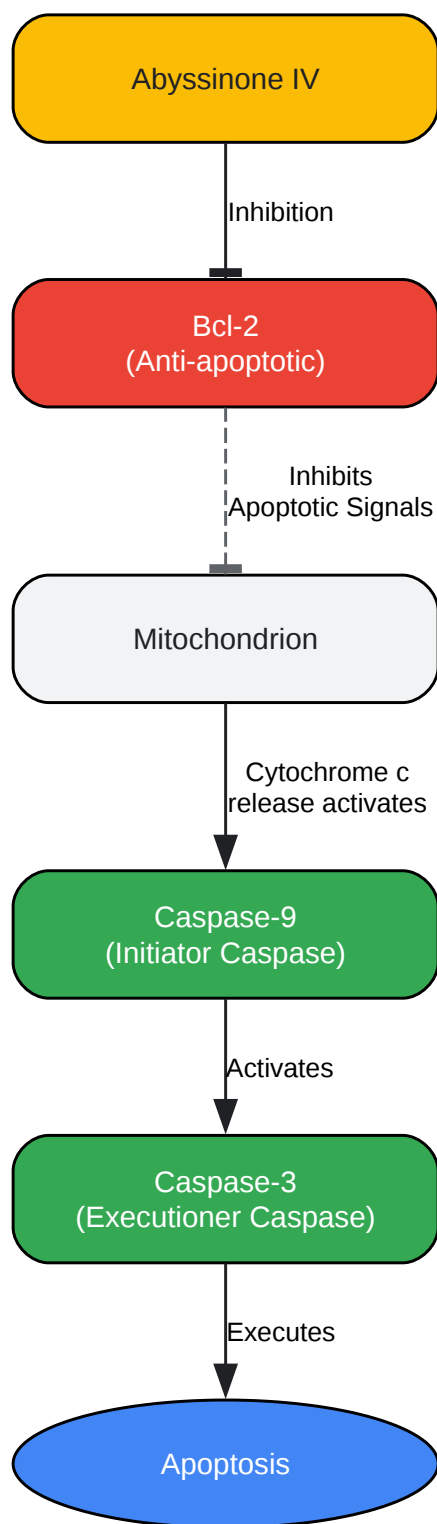 Abyssinone IV
Inhibition
Bcl-2
(Anti-apoptotic)
Inhibits
Apoptotic Signals
Mitochondrion
Cytochrome c
release activates
Caspase-9
(Initiator Caspase)
Activates
Caspase-3
(Executioner Caspase)
Executes
Apoptosis